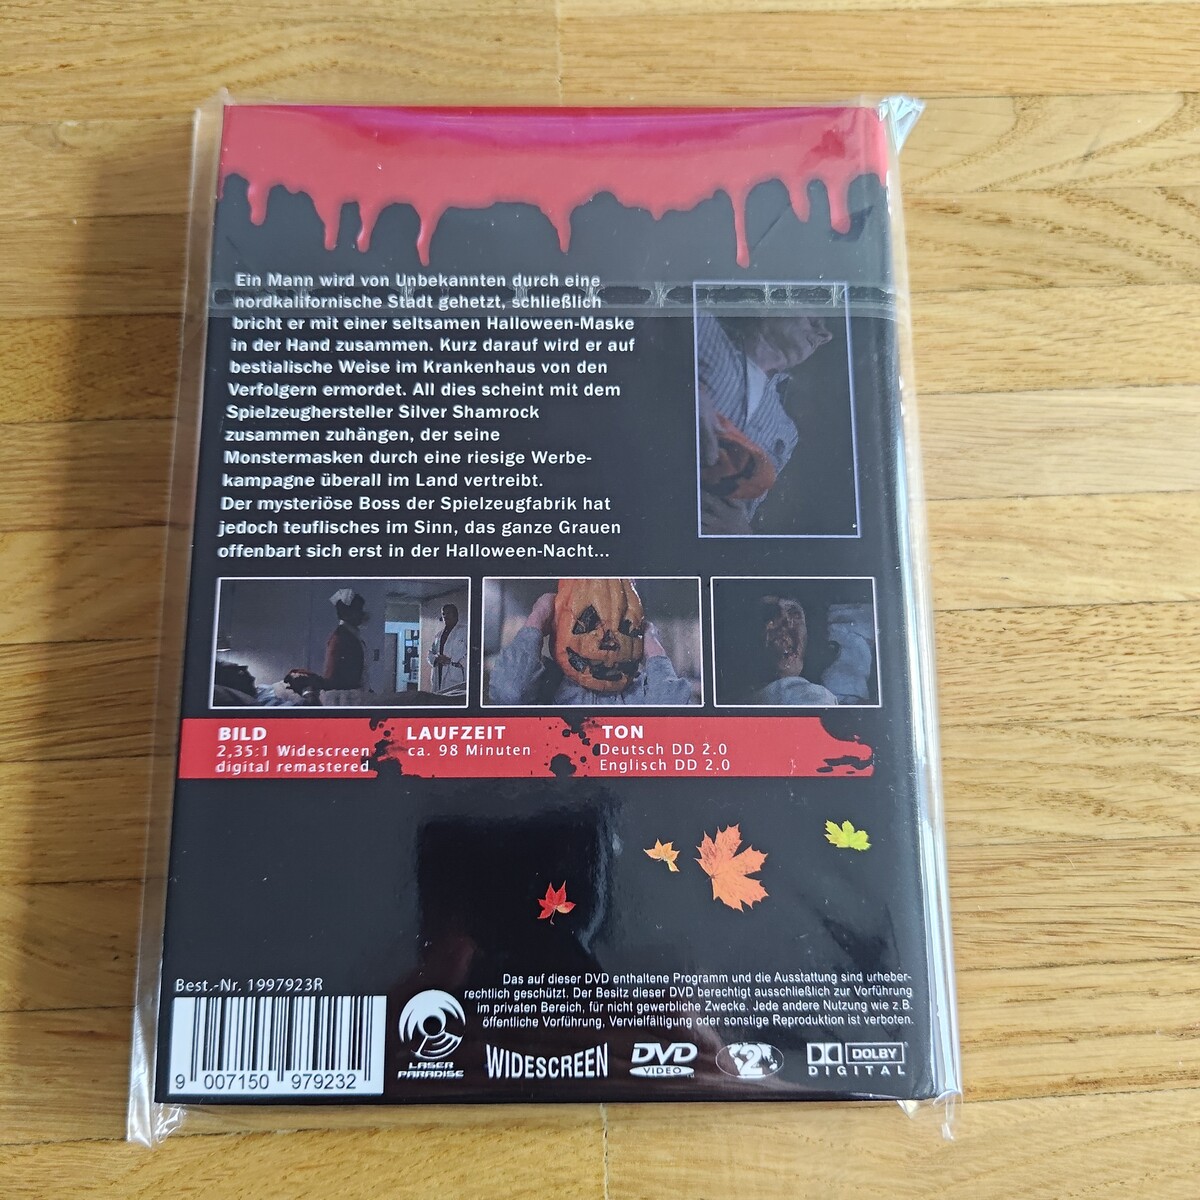 Ein Mann wird von Unbekannten durch eine
nordkalifornische Stadt gehetzt, schließlich
bricht er mit einer seltsamen Halloween-Maske
in der Hand zusammen. Kurz darauf wird er auf
bestialische Weise im Krankenhaus von den
Verfolgern ermordet. All dies scheint mit dem
Spielzeughersteller Silver Shamrock
zusammen zuhängen, der seine
Monstermasken durch eine riesige Werbe-
kampagne überall im Land vertreibt.
Der mysteriöse Boss der Spielzeugfabrik hat
jedoch teuflisches im Sinn, das ganze Grauen
offenbart sich erst in der Halloween-Nacht...
BILD
2,35:1 Widescreen
digital remastered
LAUFZEIT
ca. 98 Minuten
TON
Deutsch DD 2.0
Englisch DD 2.0
Best.-Nr. 1997923R
9 007150 979232
Das auf dieser DVD enthaltene Programm und die Ausstattung sind urheber-
rechtlich geschützt. Der Besitz dieser DVD berechtigt ausschließlich zur Vorführung
im privaten Bereich, für nicht gewerbliche Zwecke. Jede andere Nutzung wie z.B.
öffentliche Vorführung, Vervielfältigung oder sonstige Reproduktion ist verboten.
LASER
PARADISE
WIDESCREEN
DVD
VIDEO
2
DOLBY
DIGITAL